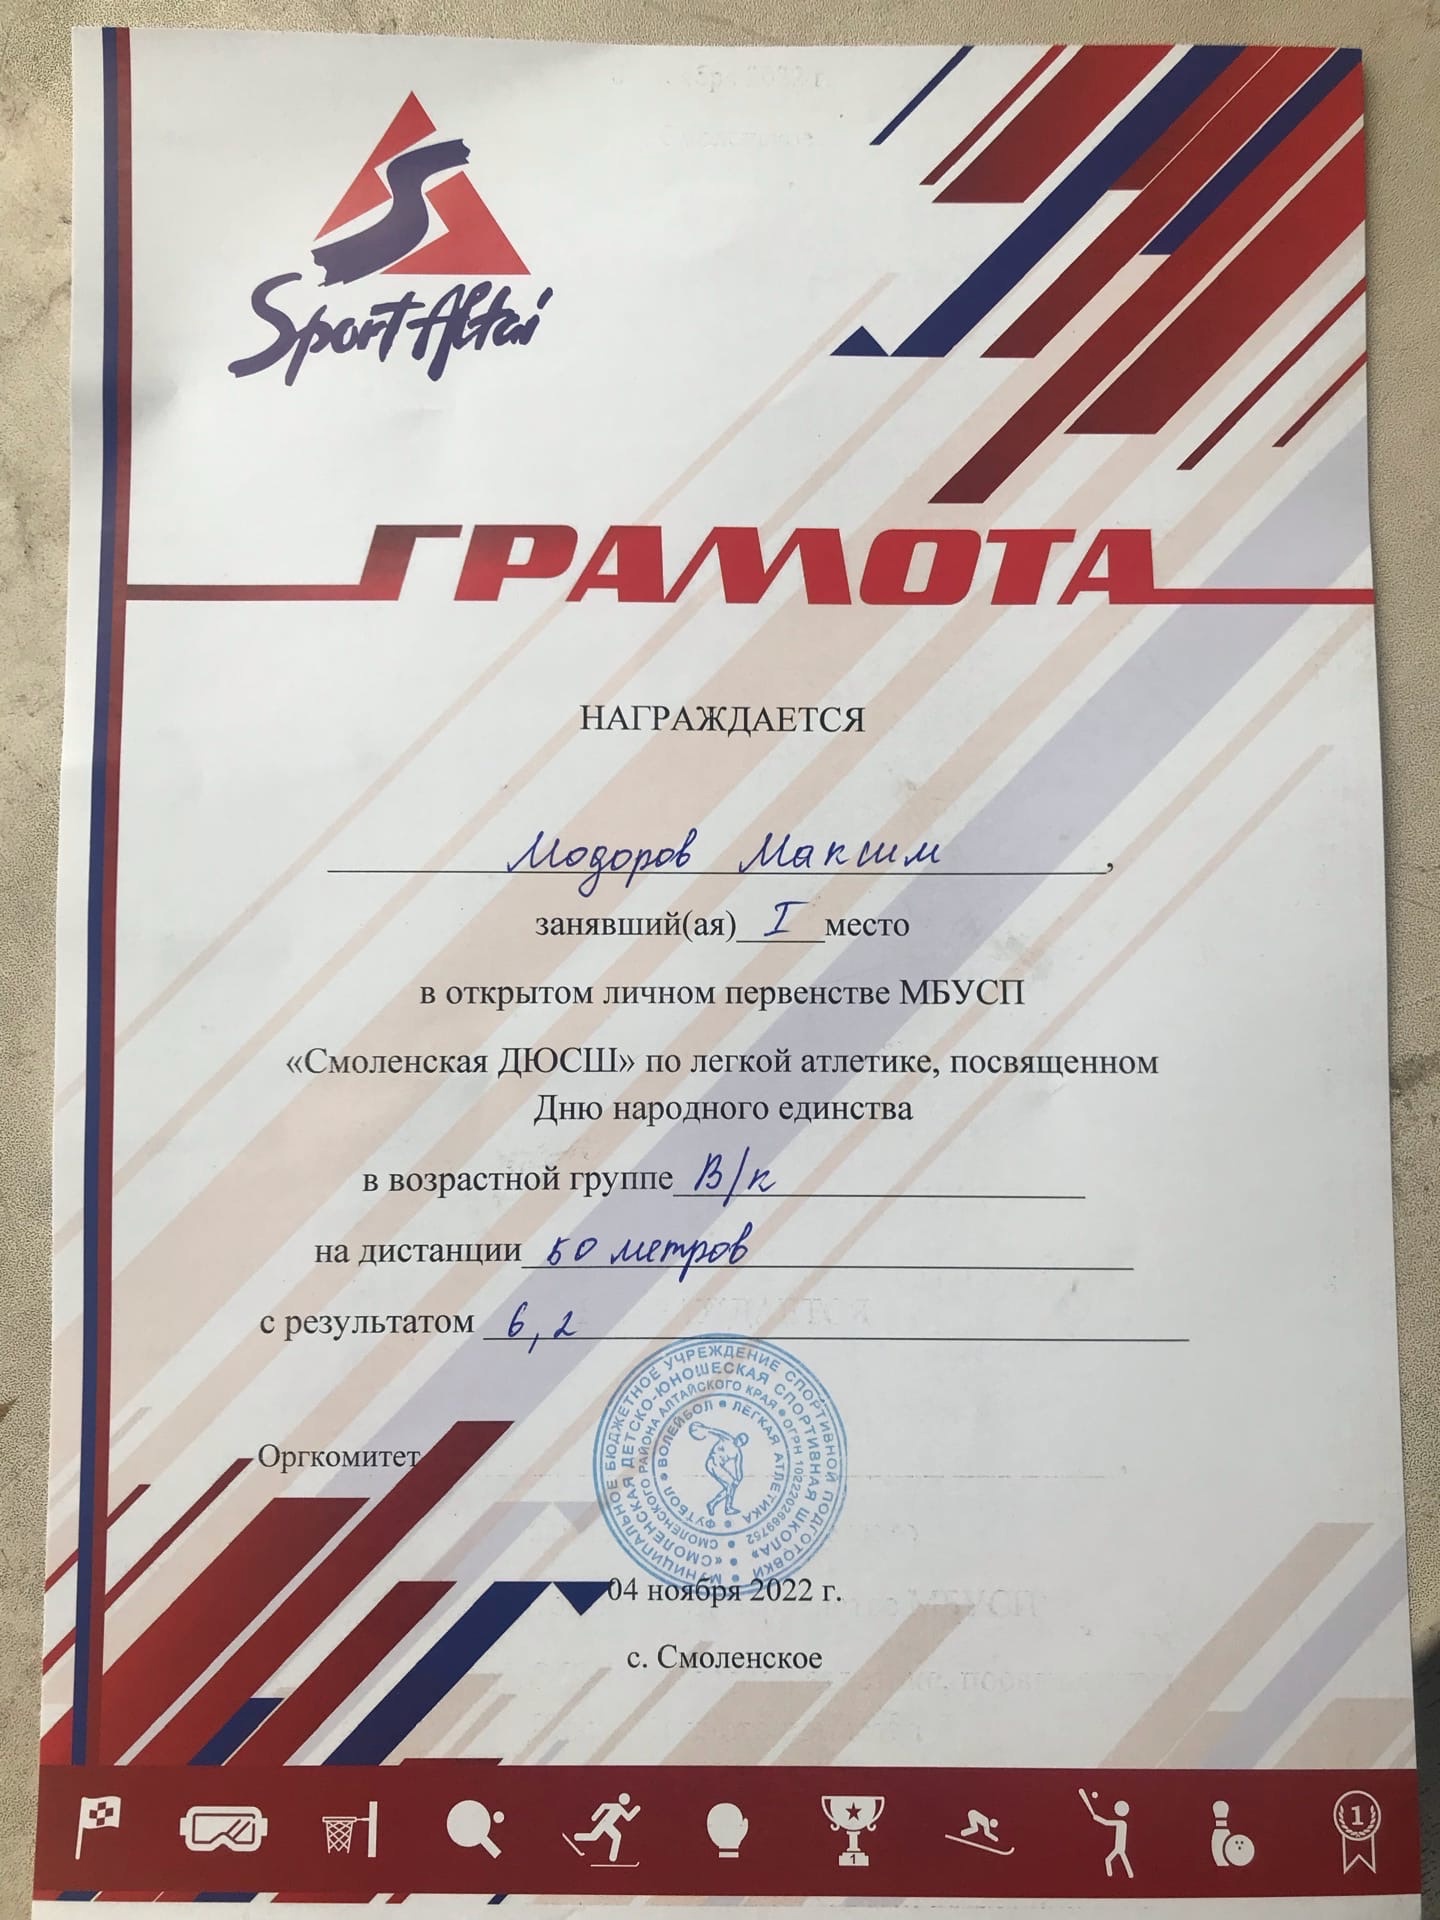 Sport Altai
ГРАМОТА
НАГРАЖДАЕТСЯ
Модоров Максим,
занявший(ая) I место
в открытом личном первенстве МБУСП
«Смоленская ДЮСШ» по легкой атлетике, посвященном
Дню народного единства
в возрастной группе В/к
на дистанции 50 метров
с результатом 6,2
Оргкомитет
МУНИЦИПАЛЬНОЕ БЮДЖЕТНОЕ УЧРЕЖДЕНИЕ СПОРТИВНОЙ ПОДГОТОВКИ
«СМОЛЕНСКАЯ ДЕТСКО-ЮНОШЕСКАЯ СПОРТИВНАЯ ШКОЛА»
СМОЛЕНСКОГО РАЙОНА АЛТАЙСКОГО КРАЯ • ОГРН 1022202669752
ФУТБОЛ • ВОЛЕЙБОЛ • ЛЕГКАЯ АТЛЕТИКА
04 ноября 2022 г.
с. Смоленское
1
1